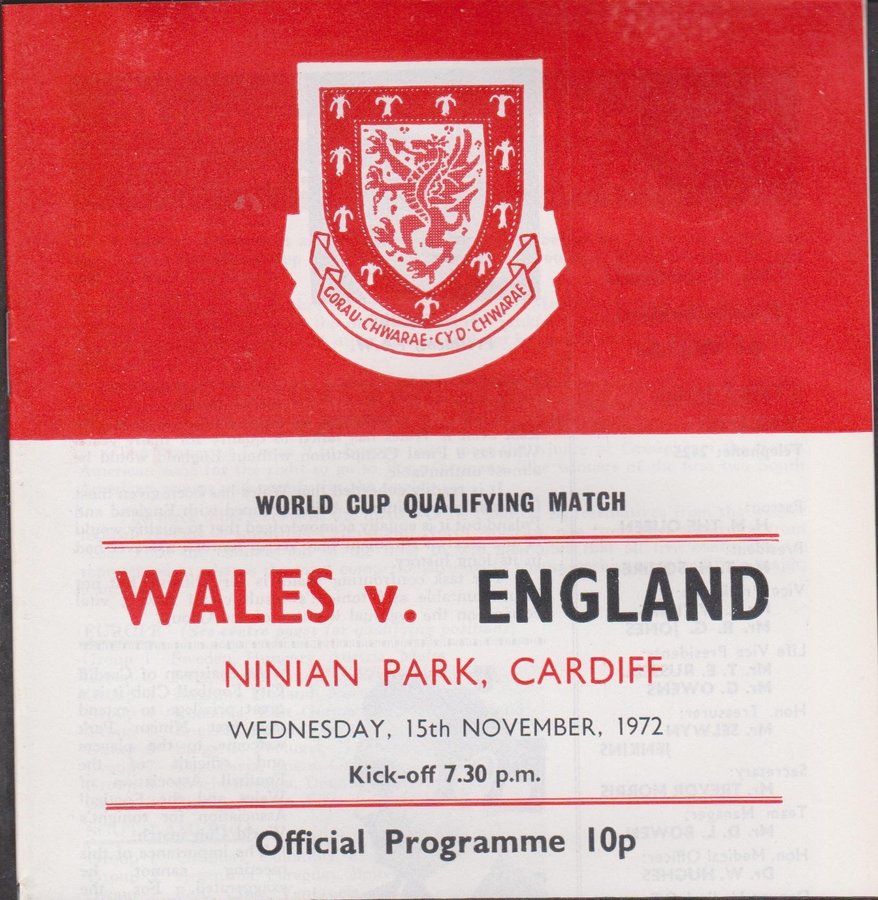 GORAU·CHWARAE·CYD·CHWARAE
WORLD CUP QUALIFYING MATCH
WALES v. ENGLAND
NINIAN PARK, CARDIFF
WEDNESDAY, 15th NOVEMBER, 1972
Kick-off 7.30 p.m.
Official Programme 10p